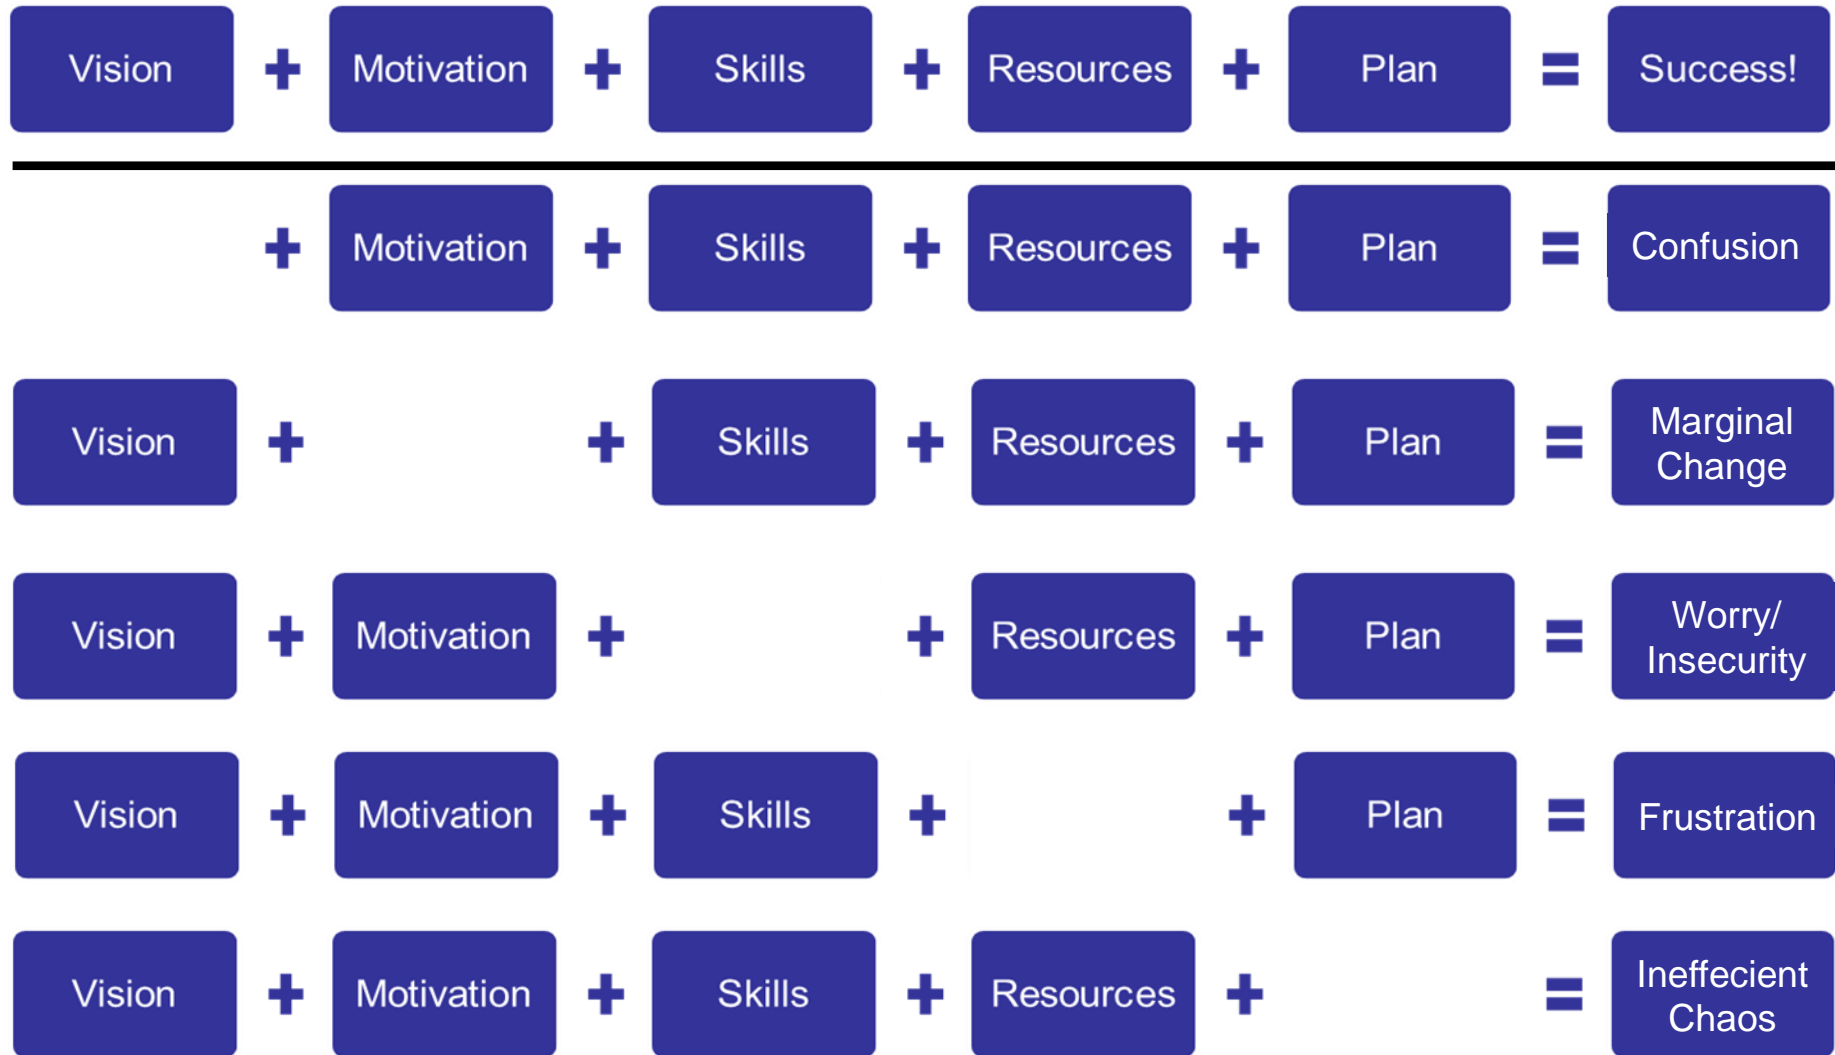 Vision + Motivation + Skills + Resources + Plan = Success!
+ Motivation + Skills + Resources + Plan = Confusion
Vision + + Skills + Resources + Plan = Marginal
Change
Vision + Motivation + + Resources + Plan = Worry/
Insecurity
Vision + Motivation + Skills + + Plan = Frustration
Vision + Motivation + Skills + Resources + = Ineffecient
Chaos